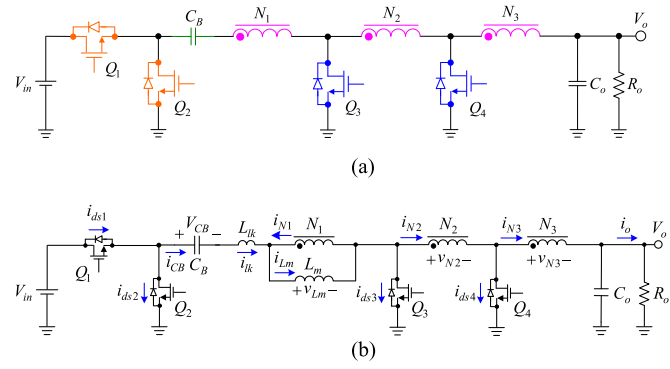 C_B N_1 N_2 N_3 V_o
V_in Q_1 Q_2 Q_3 Q_4 C_o R_o
(a)
i_ds1 + V_CB − L_lk i_N1 N_1 i_N2 N_2 i_N3 N_3 i_o V_o
Q_1 i_CB C_B i_lk i_Lm L_m + v_Lm − + v_N2 − + v_N3 −
V_in i_ds2 Q_2 i_ds3 Q_3 i_ds4 Q_4 C_o R_o
(b)